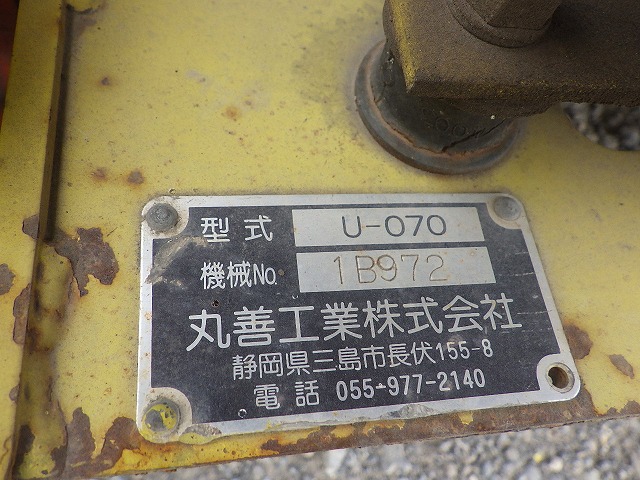 型式 U-070
機械No. 1B972
丸善工業株式会社
静岡県三島市長伏155-8
電話 055-977-2140